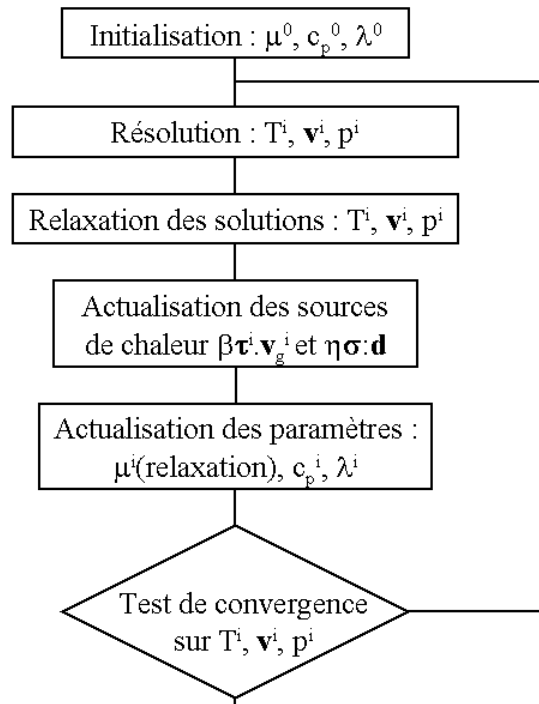 Initialisation : μ⁰, cₚ⁰, λ⁰
Résolution : Tⁱ, vⁱ, pⁱ
Relaxation des solutions : Tⁱ, vⁱ, pⁱ
Actualisation des sources
de chaleur βτⁱ.v_gⁱ et ησ:d
Actualisation des paramètres :
μⁱ(relaxation), cₚⁱ, λⁱ
Test de convergence
sur Tⁱ, vⁱ, pⁱ